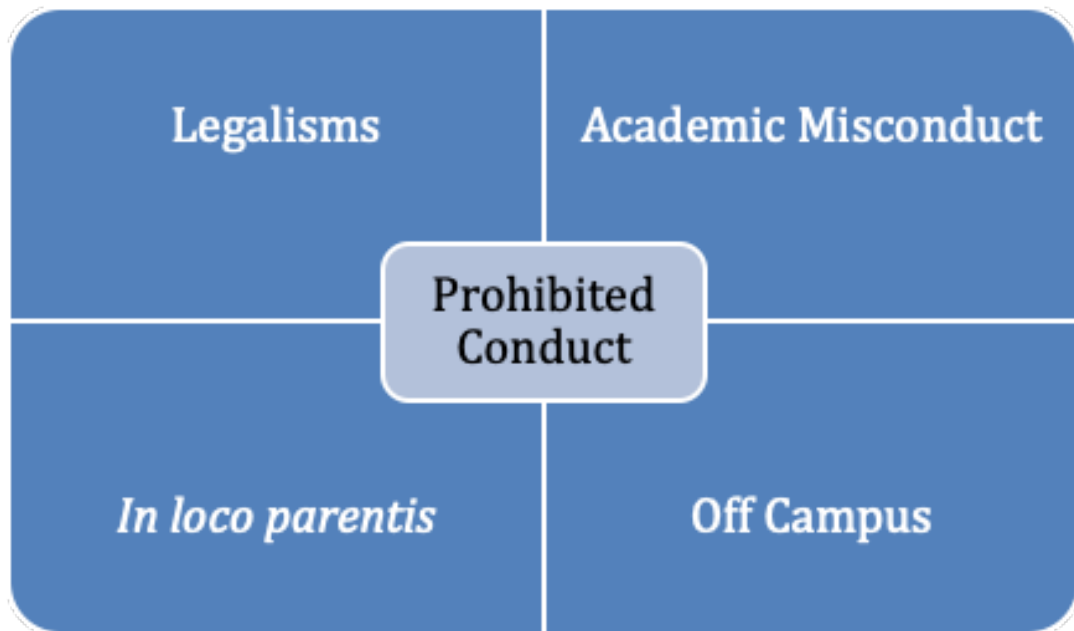 Legalisms
Academic Misconduct
Prohibited
Conduct
In loco parentis
Off Campus